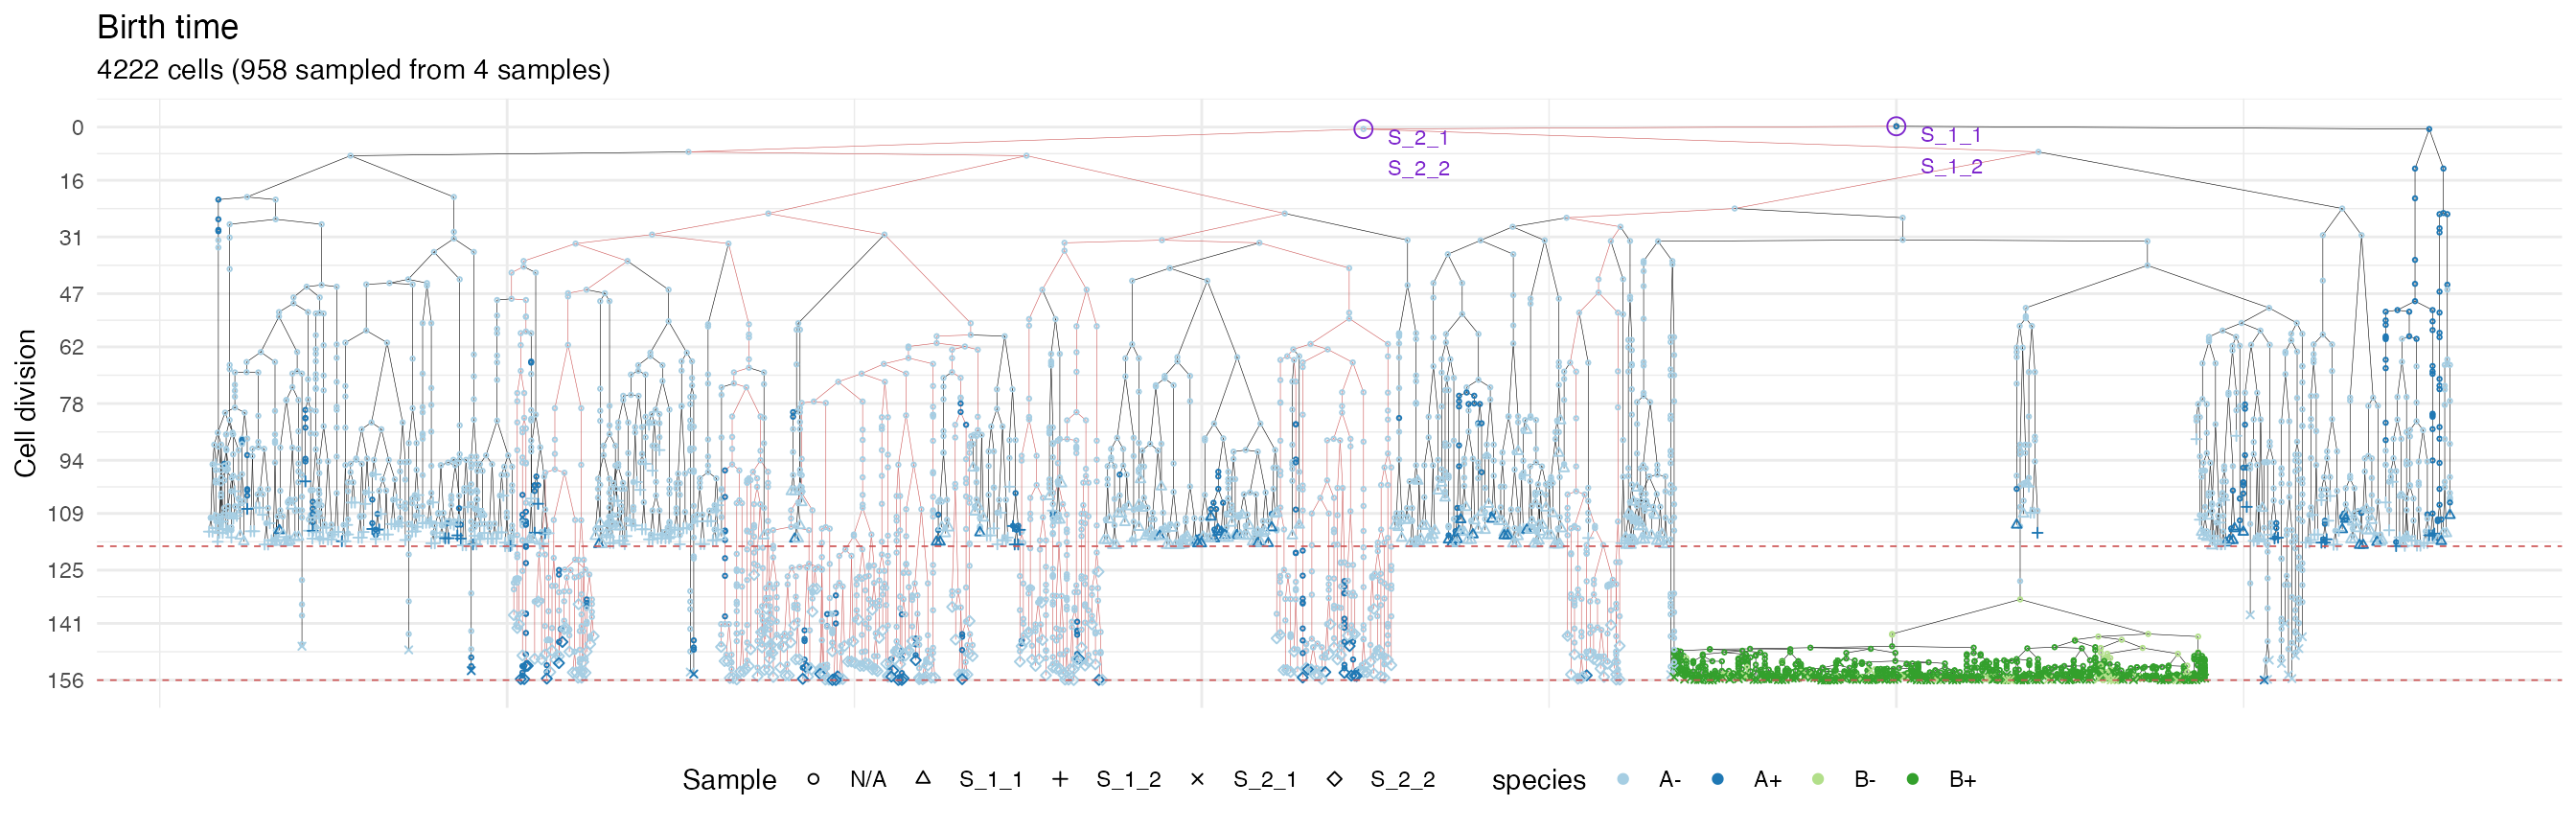 Birth time
4222 cells (958 sampled from 4 samples)
0
16
31
47
62
78
94
109
125
141
156
Cell division
S_2_1
S_2_2
S_1_1
S_1_2
Sample N/A S_1_1 S_1_2 S_2_1 S_2_2 species A- A+ B- B+